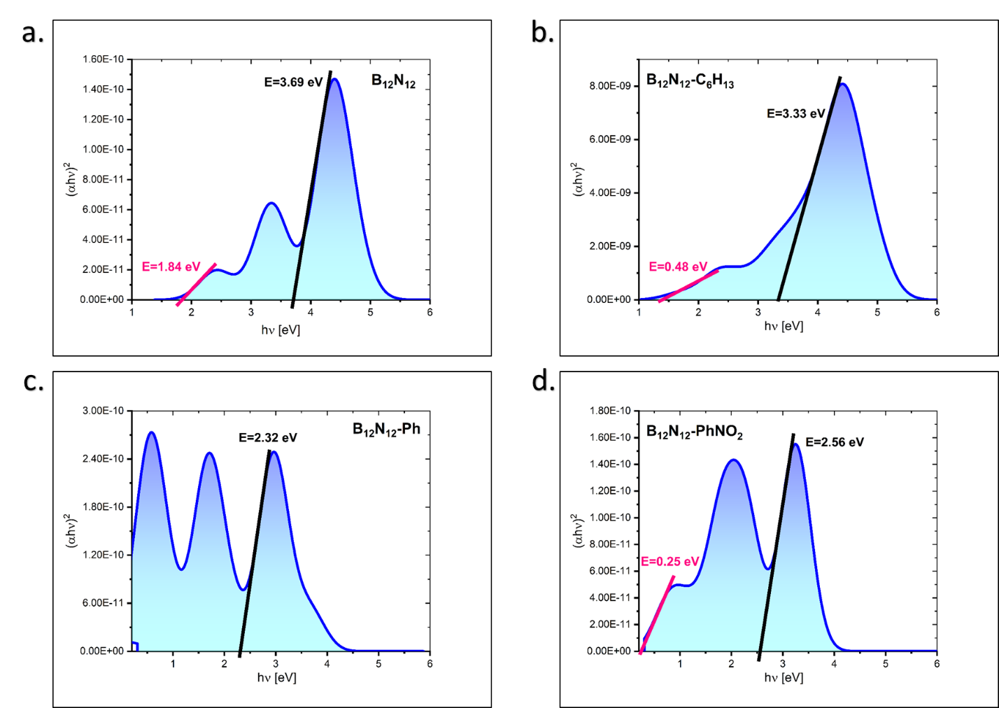 a.
1.60E-10
1.40E-10
1.20E-10
1.00E-10
8.00E-11
6.00E-11
4.00E-11
2.00E-11
0.00E+00
(αhν)²
E=3.69 eV
B₁₂N₁₂
E=1.84 eV
1 2 3 4 5 6
hν [eV]
b.
8.00E-09
6.00E-09
4.00E-09
2.00E-09
0.00E+00
(αhν)²
B₁₂N₁₂-C₆H₁₃
E=3.33 eV
E=0.48 eV
1 2 3 4 5 6
hν [eV]
c.
3.00E-10
2.40E-10
1.80E-10
1.20E-10
6.00E-11
0.00E+00
(αhν)²
B₁₂N₁₂-Ph
E=2.32 eV
1 2 3 4 5 6
hν [eV]
d.
1.80E-10
1.60E-10
1.40E-10
1.20E-10
1.00E-10
8.00E-11
6.00E-11
4.00E-11
2.00E-11
0.00E+00
(αhν)²
B₁₂N₁₂-PhNO₂
E=2.56 eV
E=0.25 eV
1 2 3 4 5 6
hν [eV]